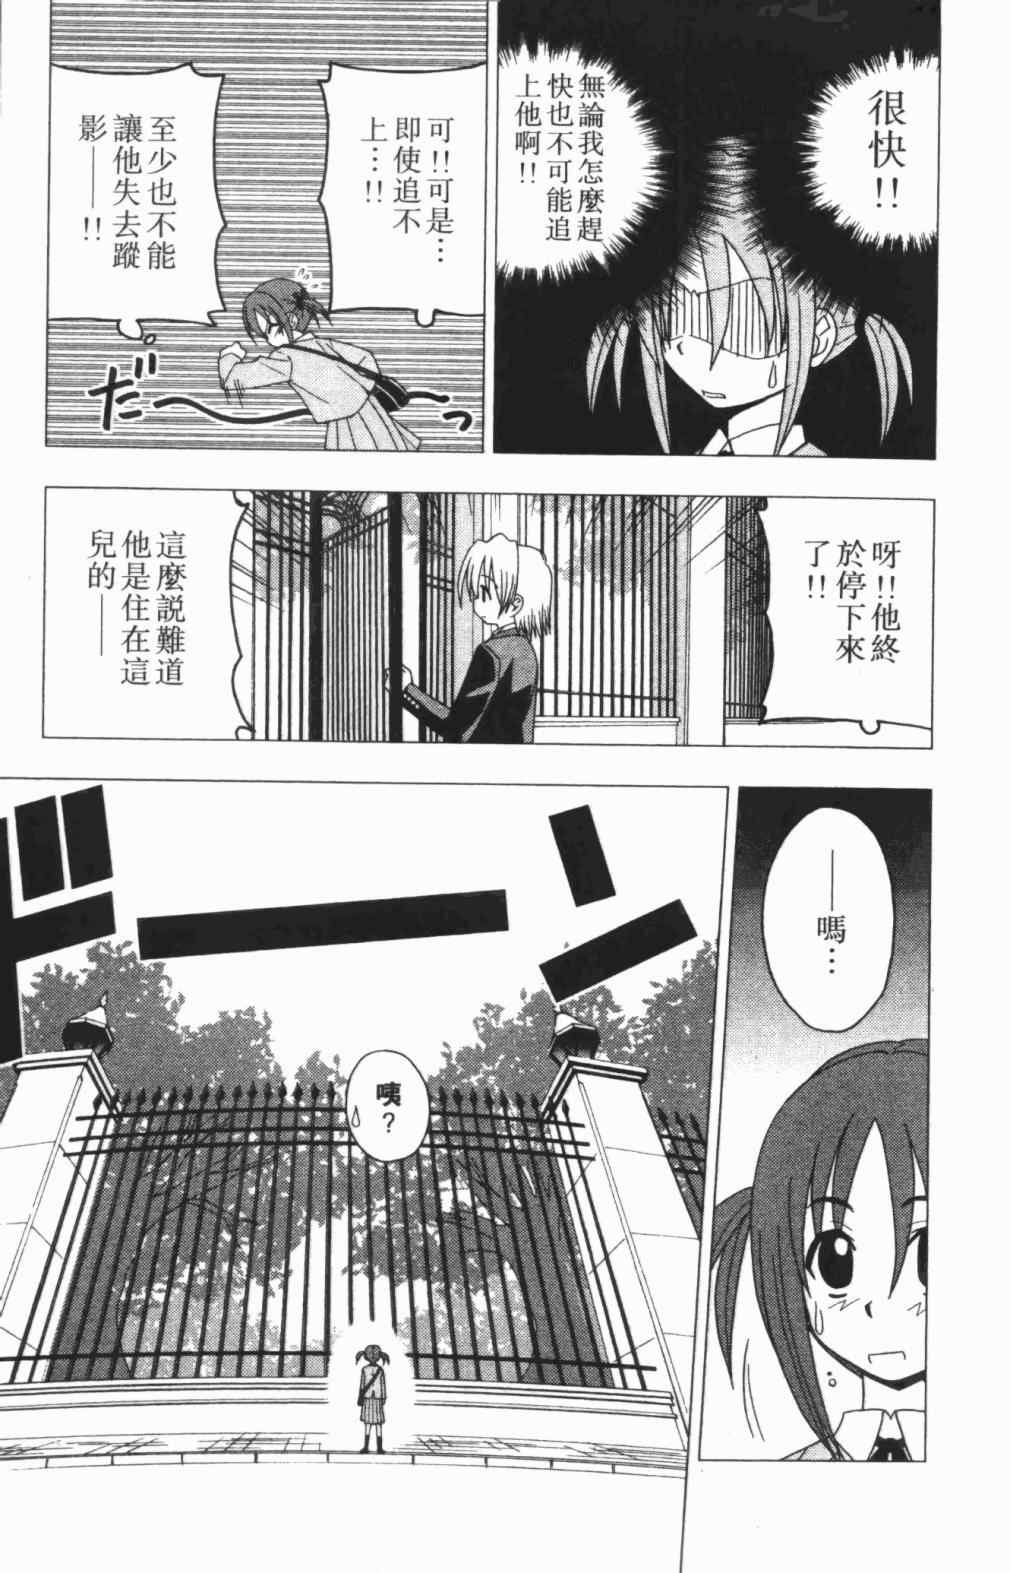 很快!!
無論我怎麼趕
快也不可能追
上他啊!!
可!!可是…
即使追不
上…!!
至少也不能
讓他失去蹤
影——!!
だ～っ
呀!!他終
於停下來
了!!
這麼説難道
他是住在這
兒的——
——嗎…
咦?